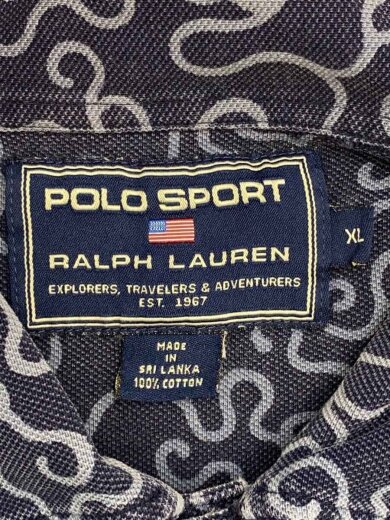 POLO SPORT
RALPH LAUREN
EXPLORERS, TRAVELERS & ADVENTURERS
EST. 1967
XL
MADE
IN
SRI LANKA
100% COTTON